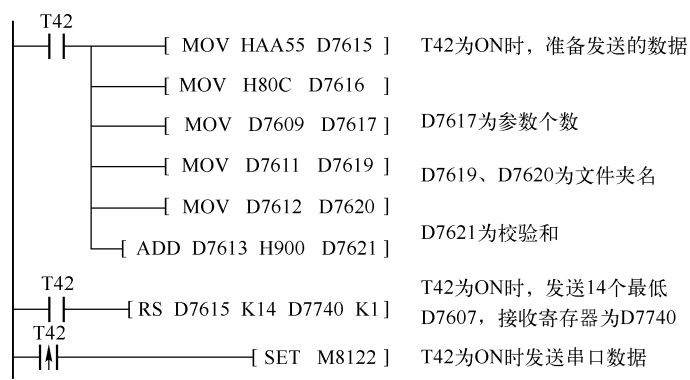 T42
[ MOV HAA55 D7615 ] T42为ON时，准备发送的数据
[ MOV H80C D7616 ]
[ MOV D7609 D7617 ] D7617为参数个数
[ MOV D7611 D7619 ]
D7619、D7620为文件夹名
[ MOV D7612 D7620 ]
D7621为校验和
[ ADD D7613 H900 D7621 ]
T42
T42为ON时，发送14个最低
[ RS D7615 K14 D7740 K1 ]
D7607，接收寄存器为D7740
T42
[ SET M8122 ] T42为ON时发送串口数据